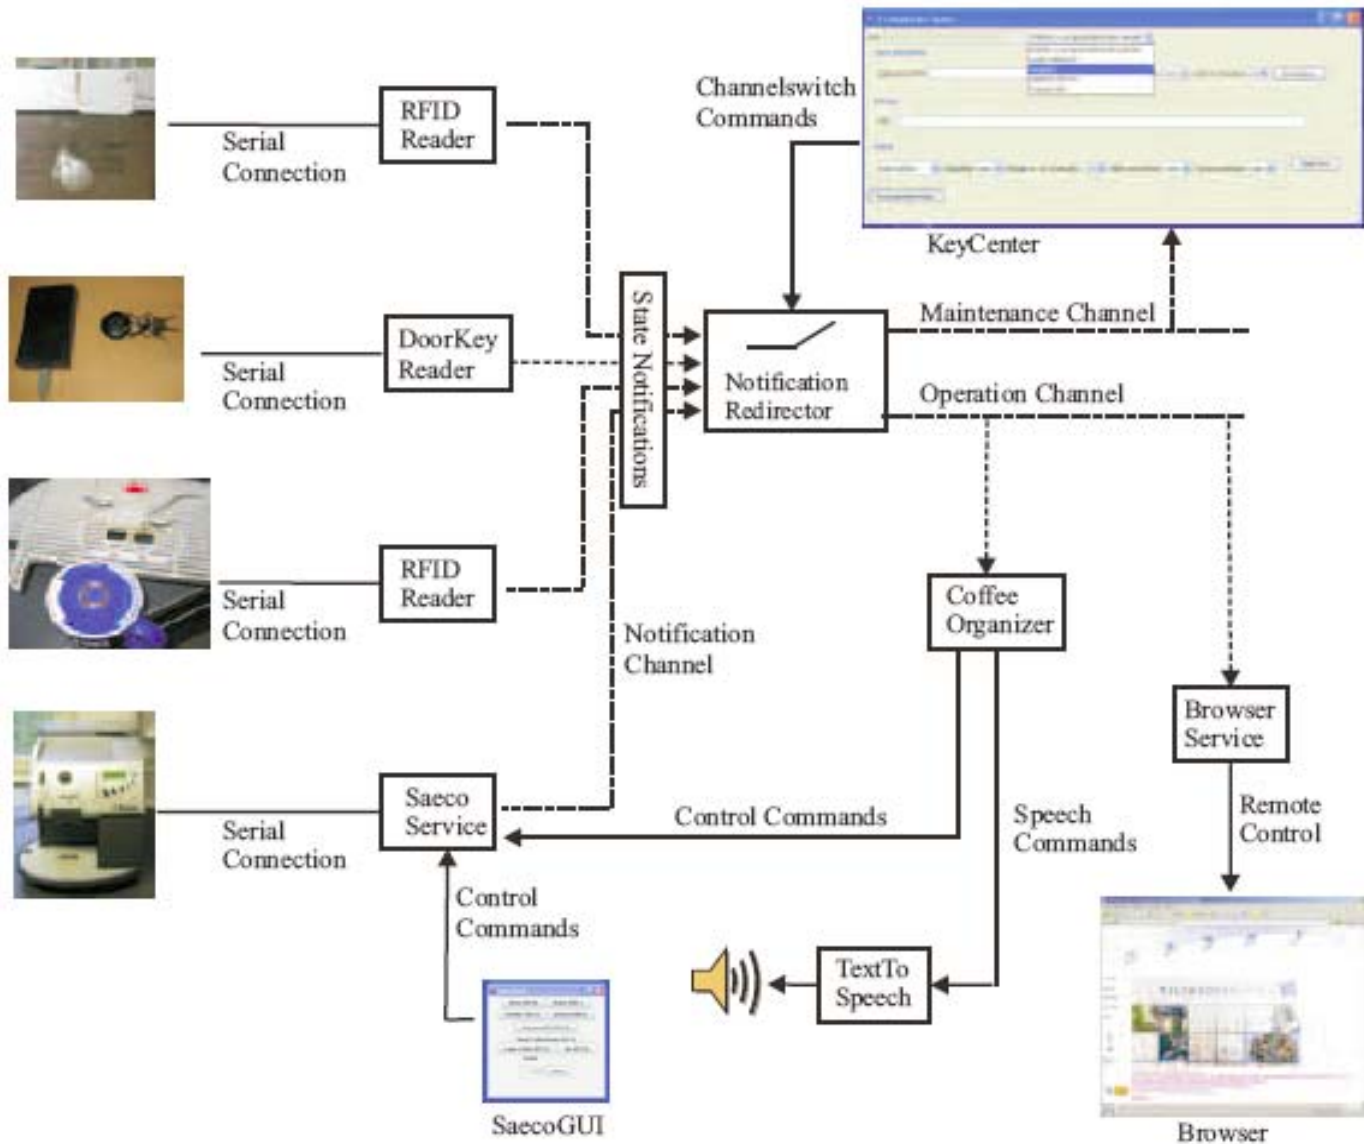 RFID
Reader
Serial
Connection
Channelswitch
Commands
KeyCenter
DoorKey
Reader
Serial
Connection
State Notifications
Notification
Redirector
Maintenance Channel
Operation Channel
RFID
Reader
Serial
Connection
Notification
Channel
Coffee
Organizer
Browser
Service
Saeco
Service
Serial
Connection
Control Commands
Speech
Commands
Remote
Control
Control
Commands
TextTo
Speech
SaecoGUI
Browser